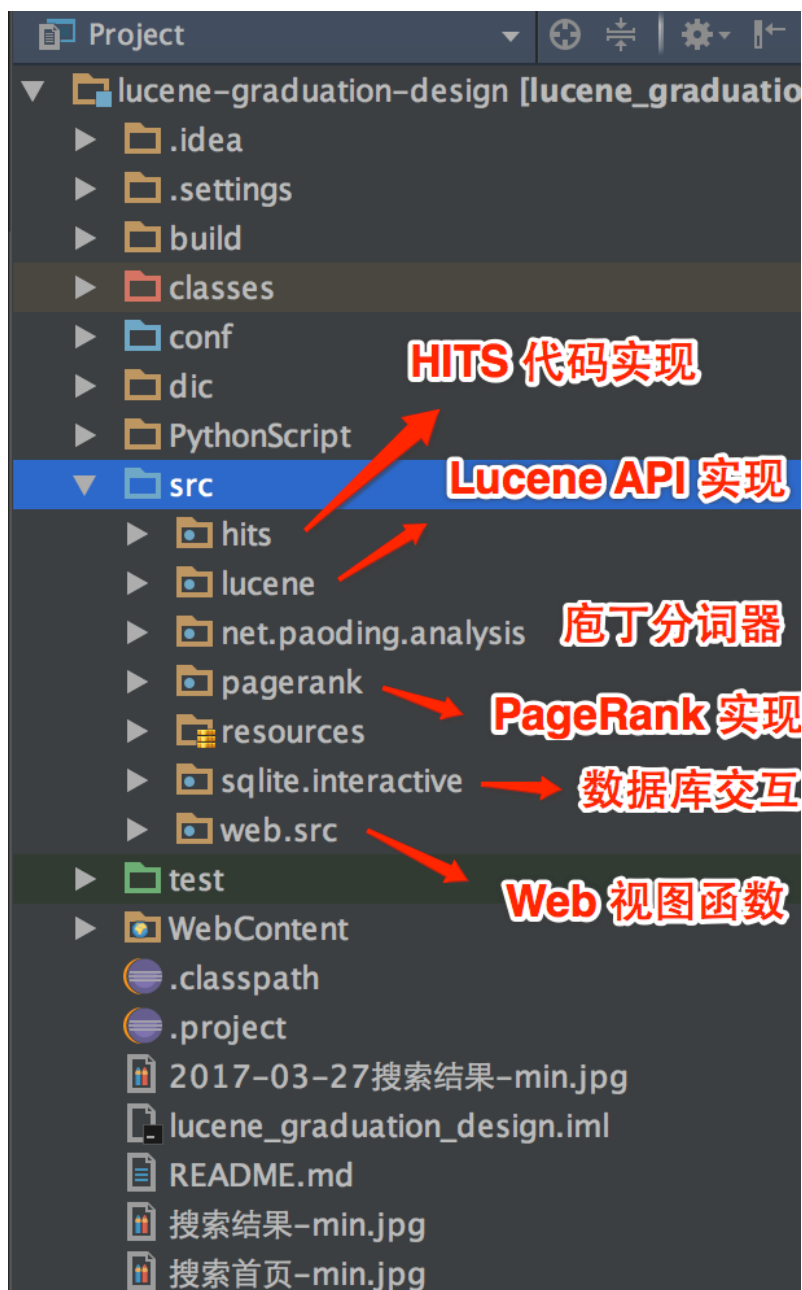 Project
lucene-graduation-design [lucene_graduatio
.idea
.settings
build
classes
conf
HITS 代码实现
dic
PythonScript
src
Lucene API 实现
hits
lucene
net.paoding.analysis
庖丁分词器
pagerank
PageRank 实现
resources
sqlite.interactive
数据库交互
web.src
test
Web 视图函数
WebContent
.classpath
.project
2017-03-27搜索结果-min.jpg
lucene_graduation_design.iml
README.md
搜索结果-min.jpg
搜索首页-min.jpg